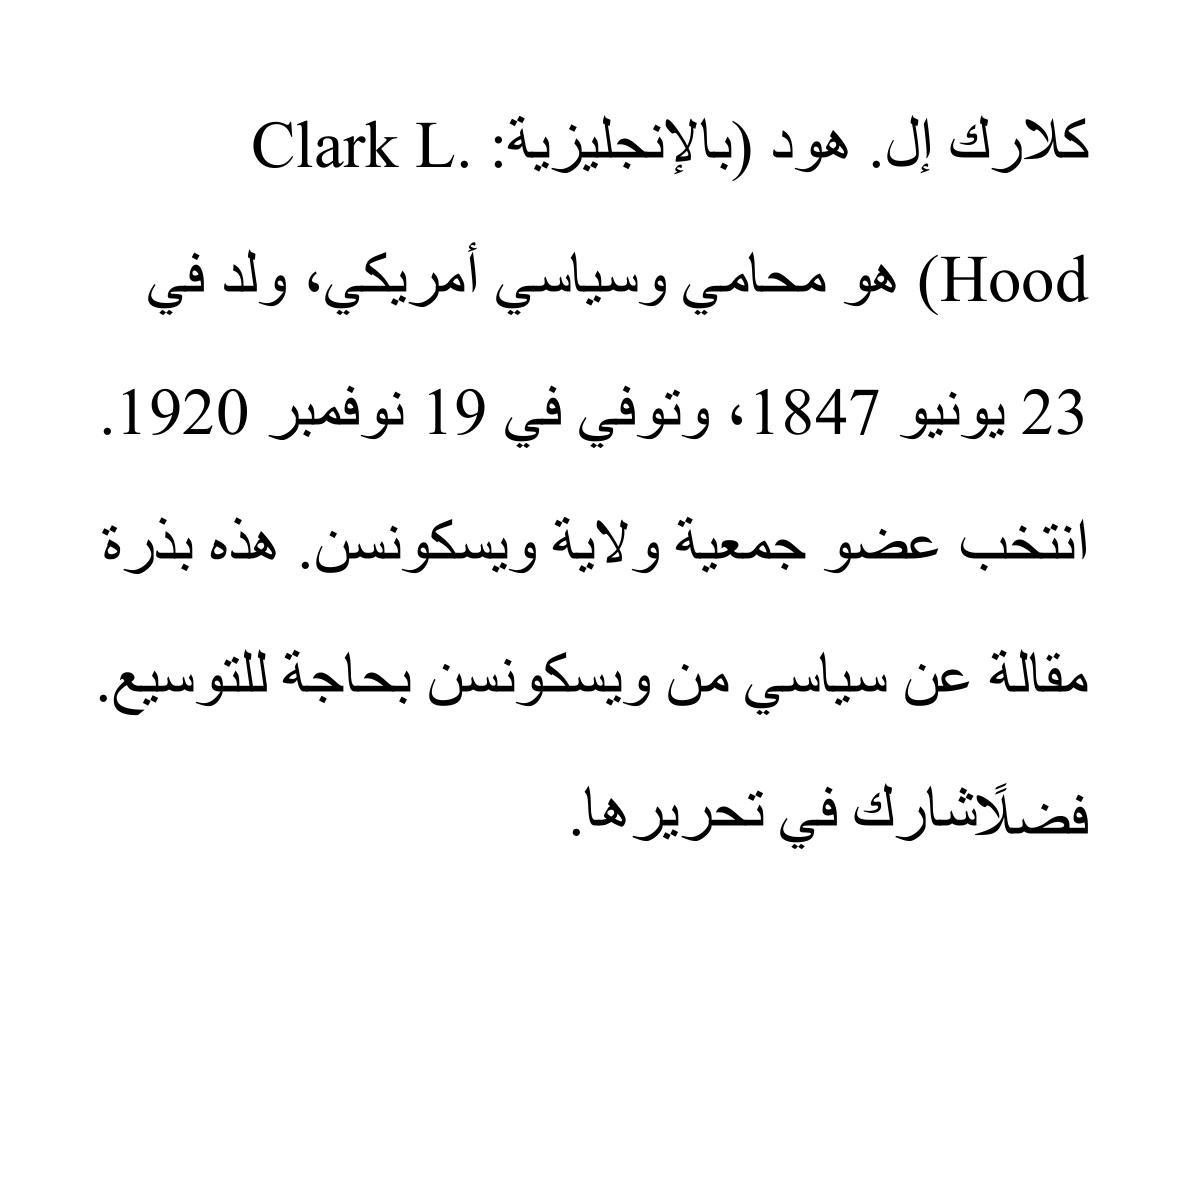 كلارك إل. هود (بالإنجليزية: Clark L.
Hood) هو محامي وسياسي أمريكي، ولد في
23 يونيو 1847، وتوفي في 19 نوفمبر 1920.
انتخب عضو جمعية ولاية ويسكونسن. هذه بذرة
مقالة عن سياسي من ويسكونسن بحاجة للتوسيع.
فضلًاشارك في تحريرها.